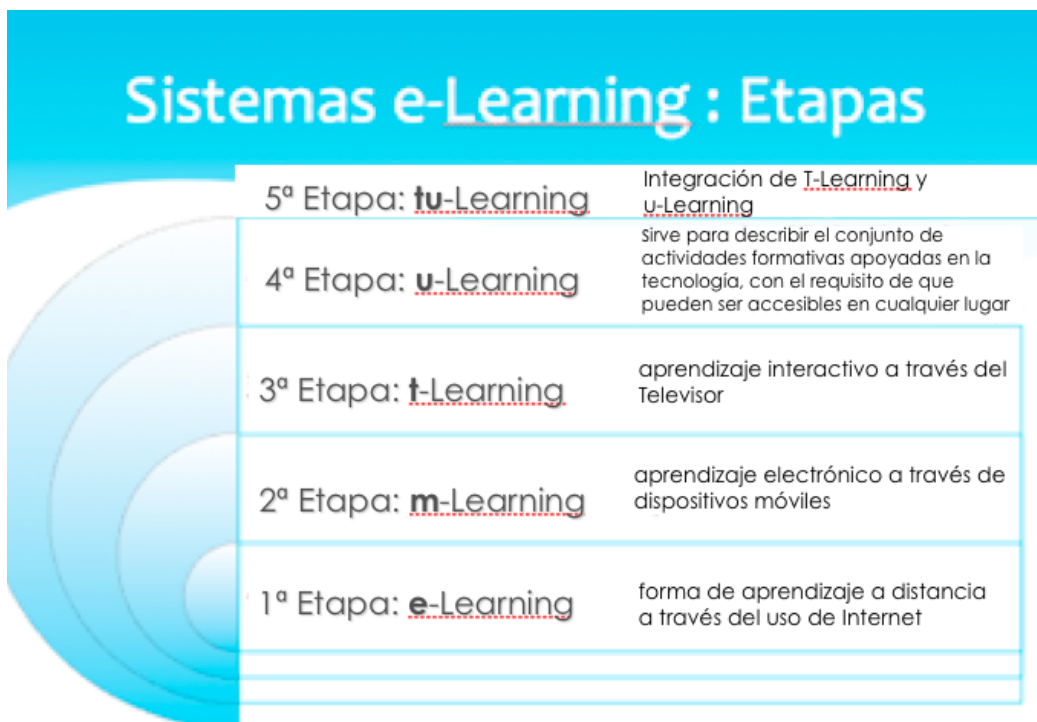 Sistemas e-Learning : Etapas
5ª Etapa: tu-Learning
Integración de T-Learning y
u-Learning
4ª Etapa: u-Learning
Sirve para describir el conjunto de
actividades formativas apoyadas en la
tecnología, con el requisito de que
pueden ser accesibles en cualquier lugar
3ª Etapa: t-Learning
aprendizaje interactivo a través del
Televisor
2ª Etapa: m-Learning
aprendizaje electrónico a través de
dispositivos móviles
1ª Etapa: e-Learning
forma de aprendizaje a distancia
a través del uso de Internet